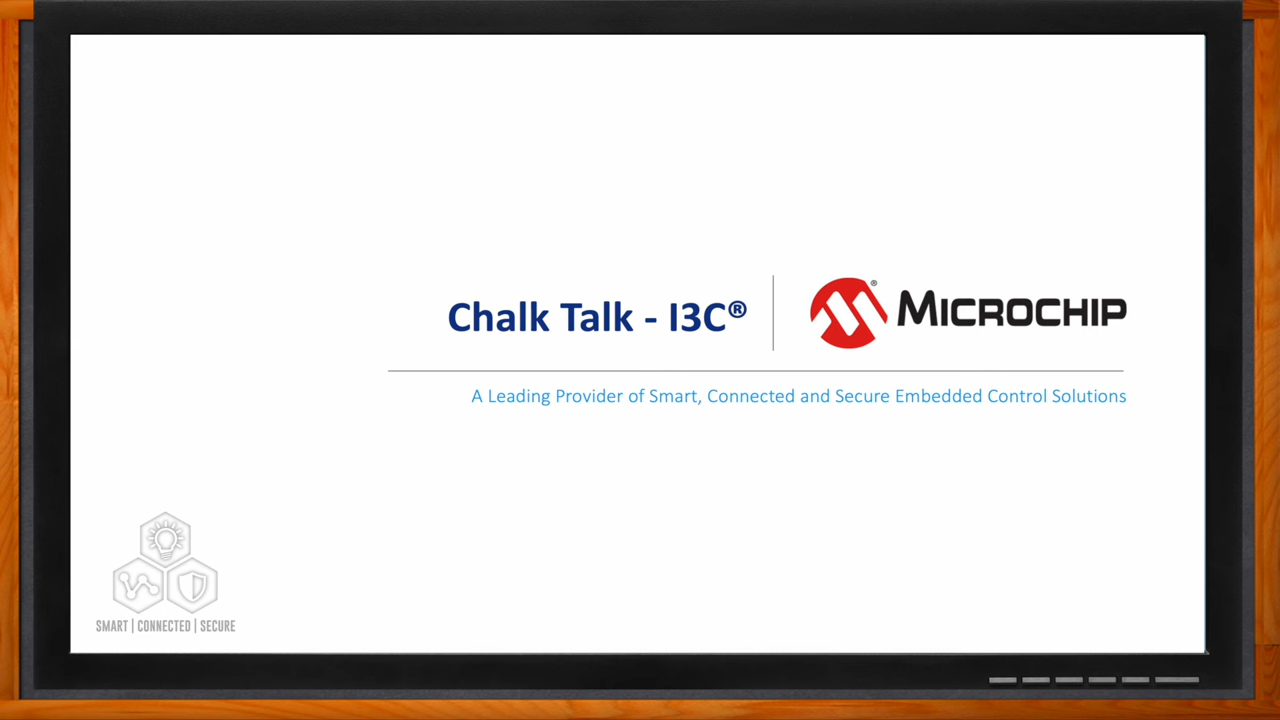 Chalk Talk - I3C®
MICROCHIP®
A Leading Provider of Smart, Connected and Secure Embedded Control Solutions
SMART | CONNECTED | SECURE